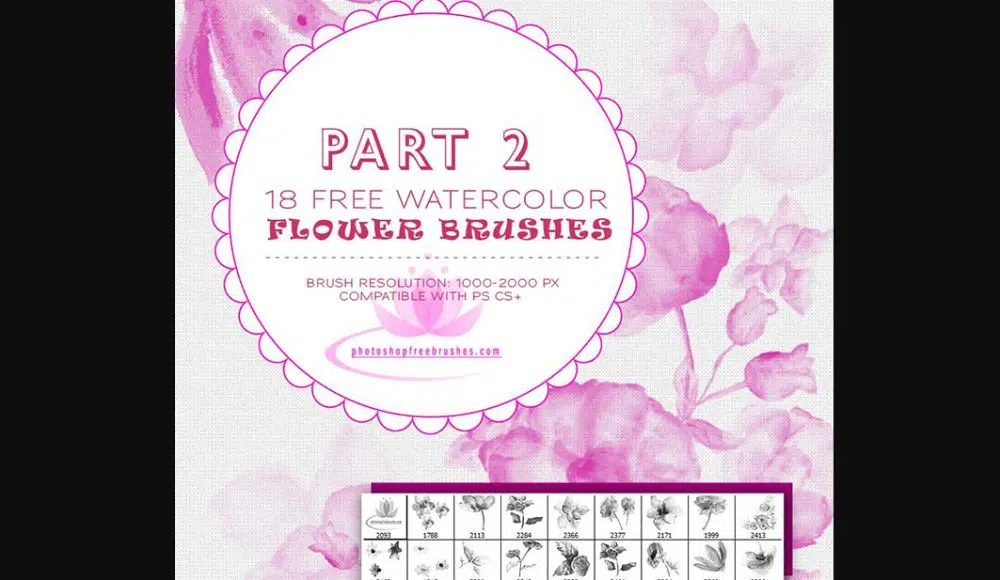 PART 2
18 FREE WATERCOLOR
FLOWER BRUSHES
BRUSH RESOLUTION: 1000-2000 PX
COMPATIBLE WITH PS CS+
photoshopfreebrushes.com
2093 1788 2113 2284 2366 2377 2171 1999 2413